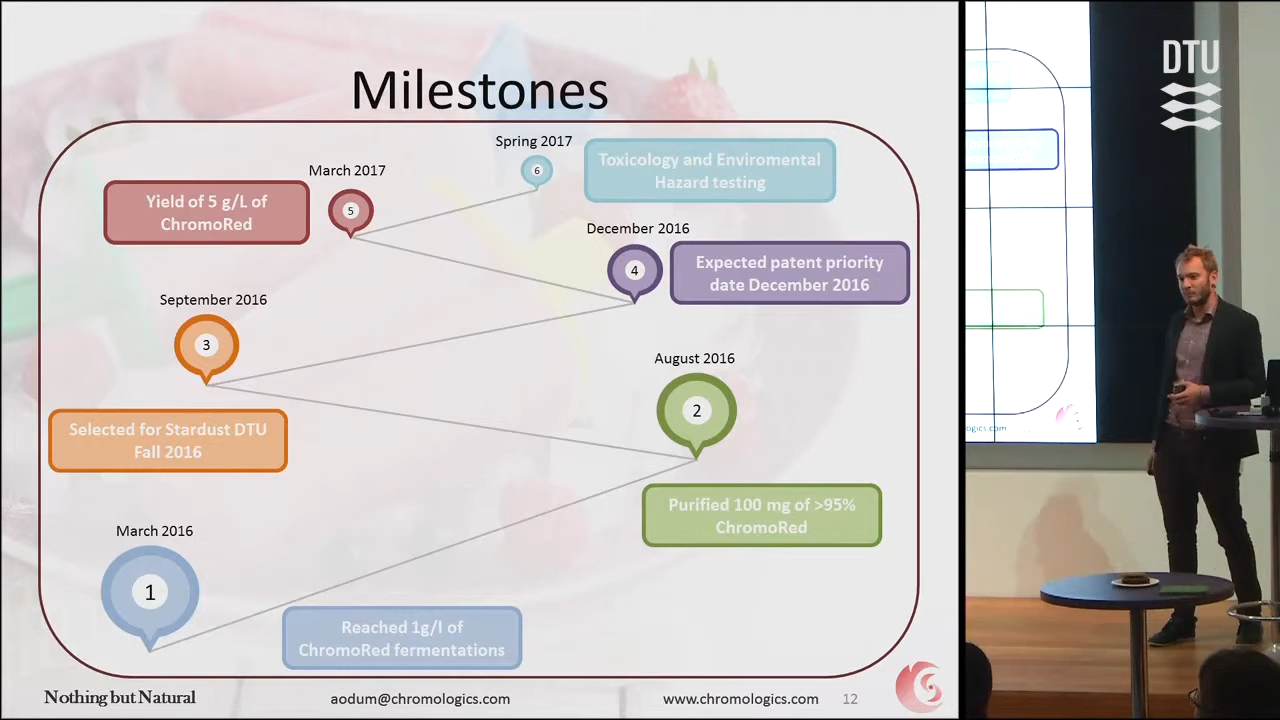 Milestones
Spring 2017
6
Toxicology and Enviromental
Hazard testing
March 2017
5
Yield of 5 g/L of
ChromoRed
December 2016
4
Expected patent priority
date December 2016
September 2016
3
Selected for Stardust DTU
Fall 2016
August 2016
2
Purified 100 mg of >95%
ChromoRed
March 2016
1
Reached 1g/l of
ChromoRed fermentations
Nothing but Natural
aodum@chromologics.com
www.chromologics.com
12
DTU
ogics.com